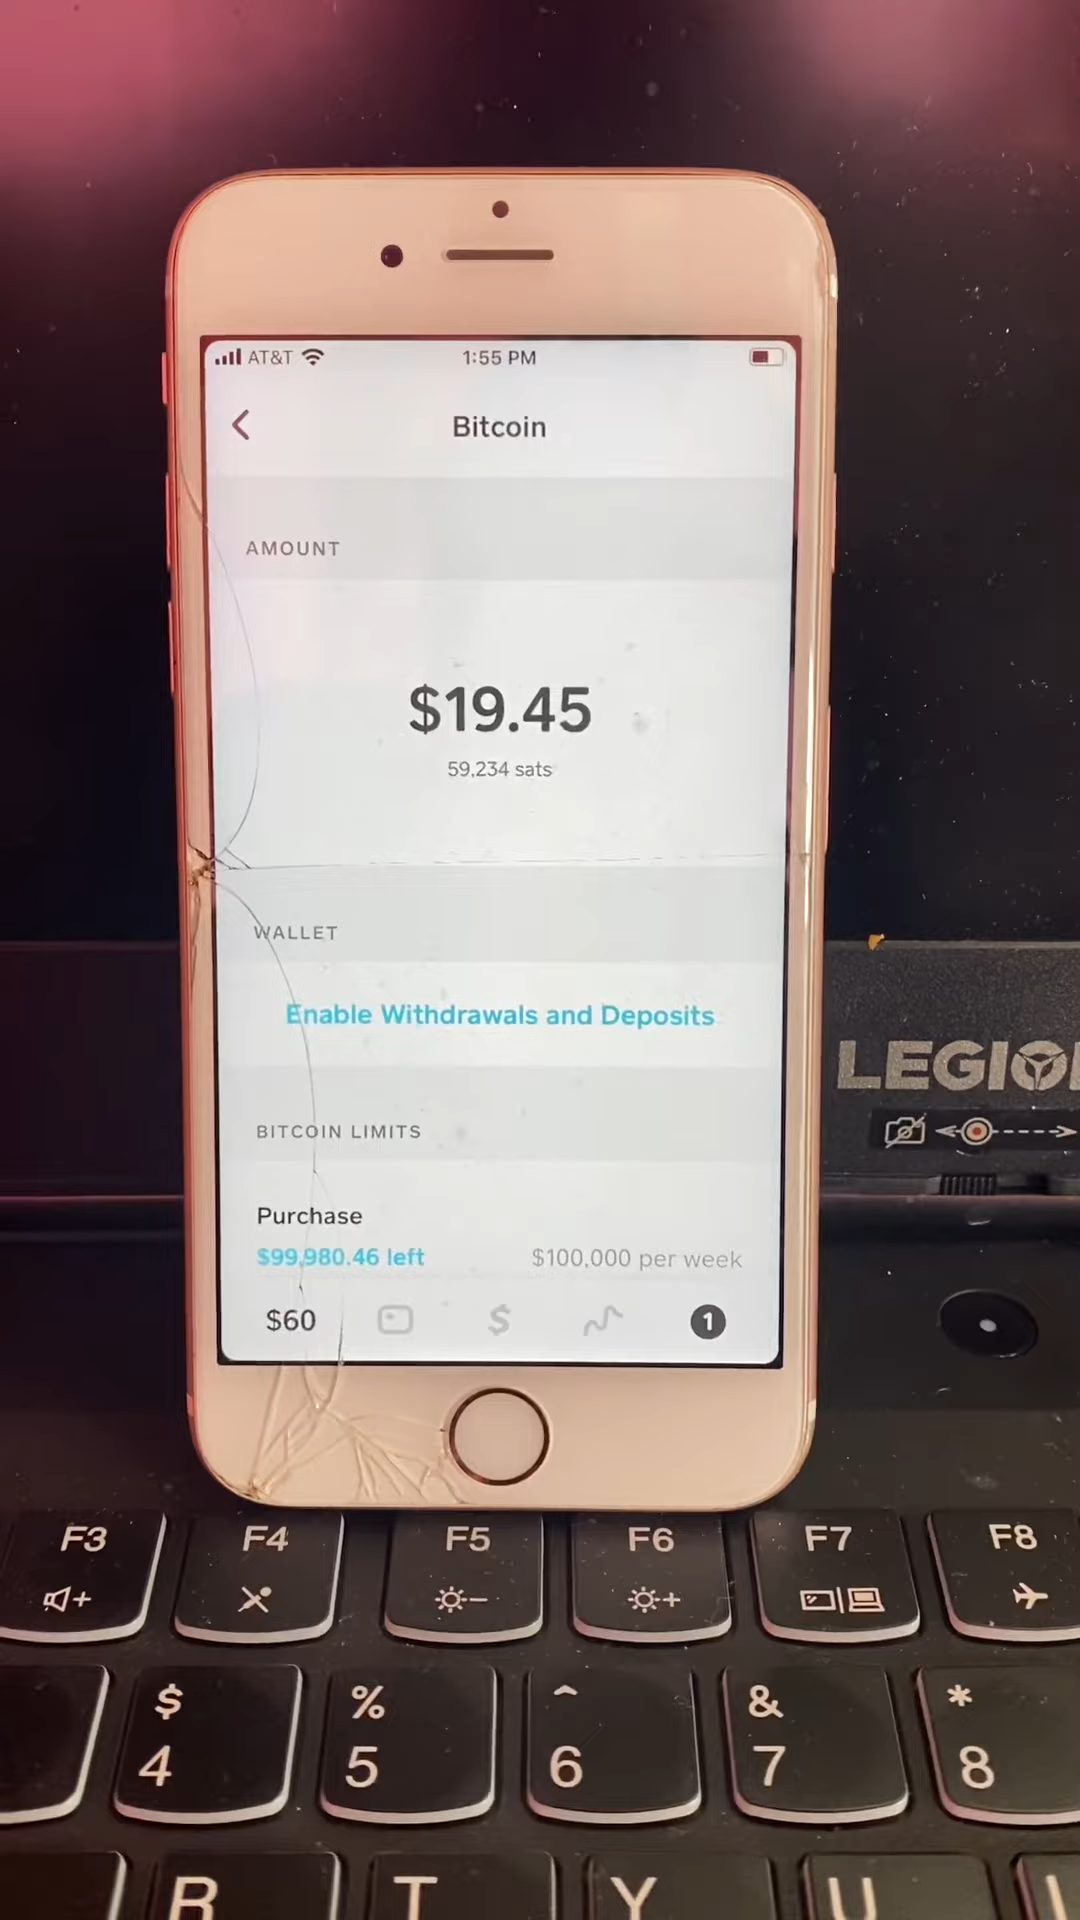 AT&T
1:55 PM
Bitcoin
AMOUNT
$19.45
59,234 sats
WALLET
Enable Withdrawals and Deposits
BITCOIN LIMITS
Purchase
$99,980.46 left
$100,000 per week
$60
$
1
LEGION
F3 F4 F5 F6 F7 F8
$ % ^ & *
4 5 6 7 8
R T Y U I